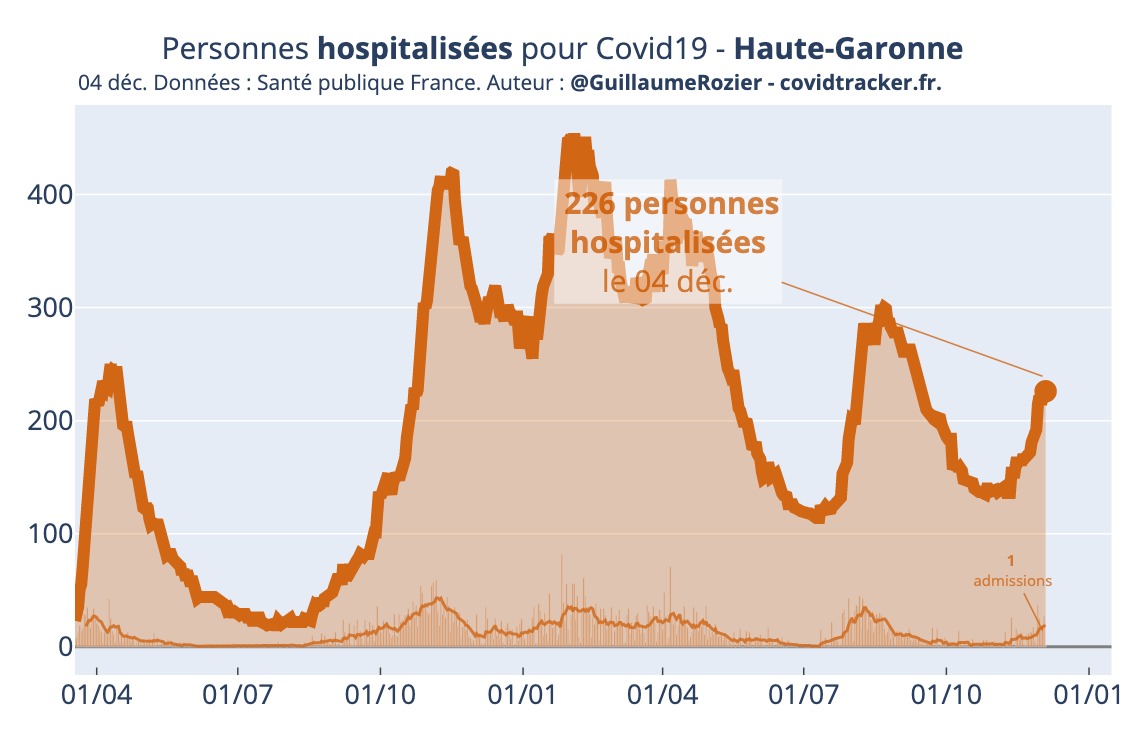 Personnes hospitalisées pour Covid19 - Haute-Garonne
04 déc. Données : Santé publique France. Auteur : @GuillaumeRozier - covidtracker.fr.
400
300
200
100
0
226 personnes
hospitalisées
le 04 déc.
1
admissions
01/04
01/07
01/10
01/01
01/04
01/07
01/10
01/01